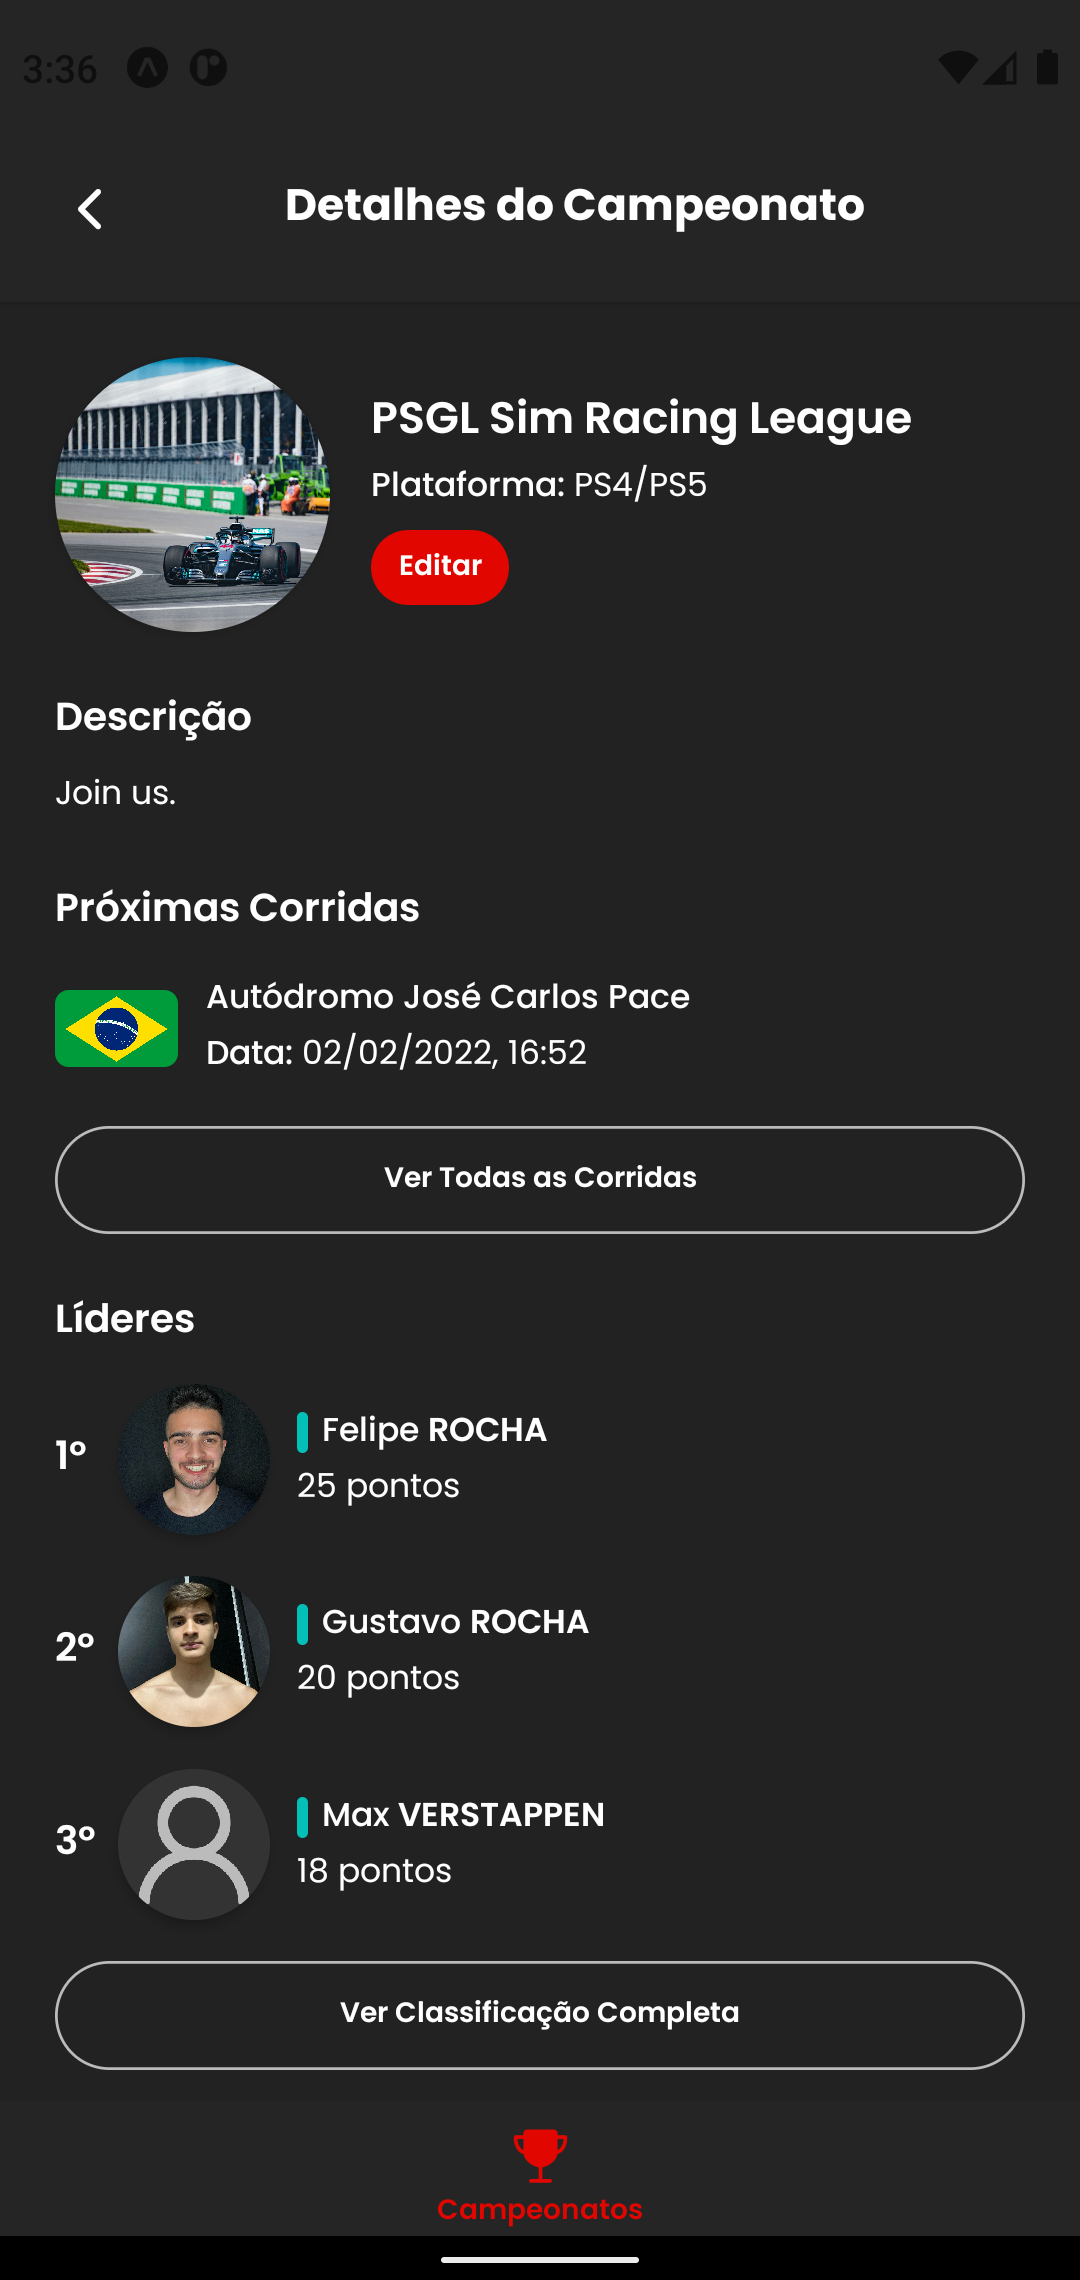 3:36
Detalhes do Campeonato
PSGL Sim Racing League
Plataforma: PS4/PS5
Editar
Descrição
Join us.
Próximas Corridas
Autódromo José Carlos Pace
Data: 02/02/2022, 16:52
Ver Todas as Corridas
Líderes
1º
Felipe ROCHA
25 pontos
2º
Gustavo ROCHA
20 pontos
3º
Max VERSTAPPEN
18 pontos
Ver Classificação Completa
Campeonatos